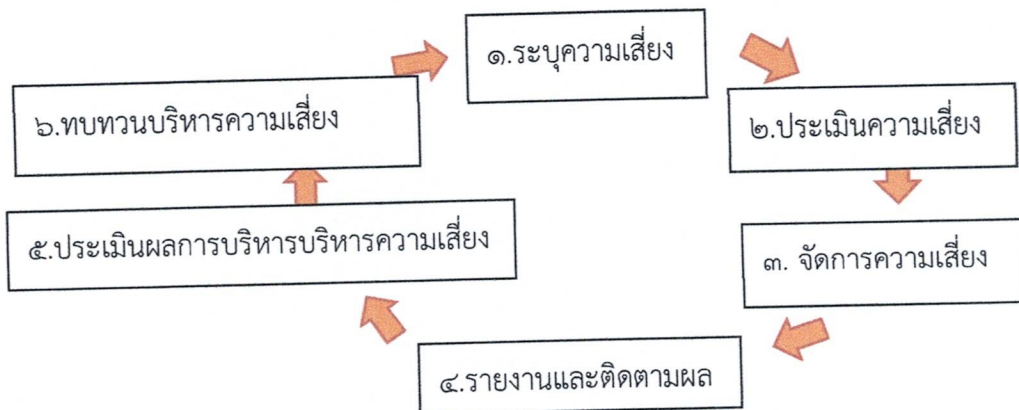 ๑.ระบุความเสี่ยง
๒.ประเมินความเสี่ยง
๓. จัดการความเสี่ยง
๔.รายงานและติดตามผล
๕.ประเมินผลการบริหารบริหารความเสี่ยง
๖.ทบทวนบริหารความเสี่ยง